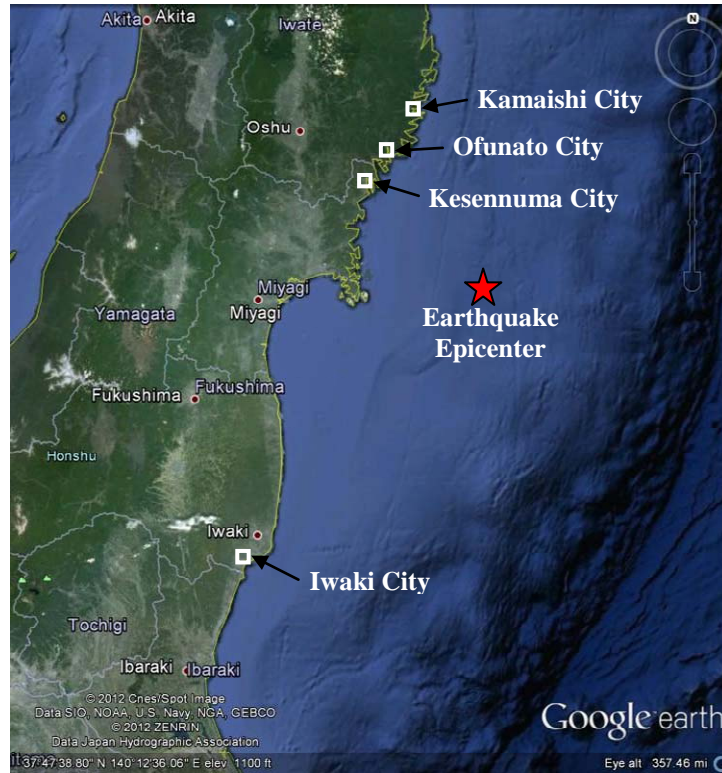 Akita Akita
Iwate
N
Kamaishi City
Oshu
Ofunato City
Kesennuma City
Miyagi
Yamagata
Miyagi
Earthquake
Epicenter
Fukushima
Fukushima
Honshu
Iwaki
Iwaki City
Tochigi
Ibaraki Ibaraki
© 2012 Cnes/Spot Image
Data SIO, NOAA, U.S. Navy, NGA, GEBCO
© 2012 ZENRIN
Data Japan Hydrographic Association
Google earth
37°47'38.80" N 140°12'36.06" E elev 1100 ft
Eye alt 357.46 mi